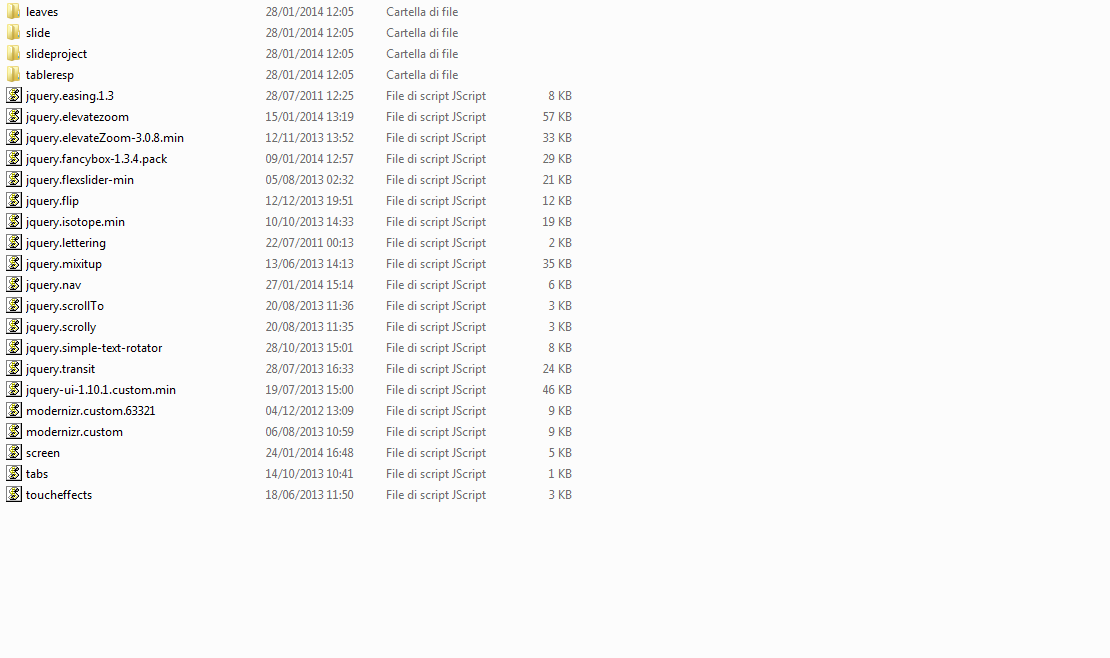 leaves 28/01/2014 12:05 Cartella di file
slide 28/01/2014 12:05 Cartella di file
slideproject 28/01/2014 12:05 Cartella di file
tableresp 28/01/2014 12:05 Cartella di file
jquery.easing.1.3 28/07/2011 12:25 File di script JScript 8 KB
jquery.elevatezoom 15/01/2014 13:19 File di script JScript 57 KB
jquery.elevateZoom-3.0.8.min 12/11/2013 13:52 File di script JScript 33 KB
jquery.fancybox-1.3.4.pack 09/01/2014 12:57 File di script JScript 29 KB
jquery.flexslider-min 05/08/2013 02:32 File di script JScript 21 KB
jquery.flip 12/12/2013 19:51 File di script JScript 12 KB
jquery.isotope.min 10/10/2013 14:33 File di script JScript 19 KB
jquery.lettering 22/07/2011 00:13 File di script JScript 2 KB
jquery.mixitup 13/06/2013 14:13 File di script JScript 35 KB
jquery.nav 27/01/2014 15:14 File di script JScript 6 KB
jquery.scrollTo 20/08/2013 11:36 File di script JScript 3 KB
jquery.scrolly 20/08/2013 11:35 File di script JScript 3 KB
jquery.simple-text-rotator 28/10/2013 15:01 File di script JScript 8 KB
jquery.transit 28/07/2013 16:33 File di script JScript 24 KB
jquery-ui-1.10.1.custom.min 19/07/2013 15:00 File di script JScript 46 KB
modernizr.custom.63321 04/12/2012 13:09 File di script JScript 9 KB
modernizr.custom 06/08/2013 10:59 File di script JScript 9 KB
screen 24/01/2014 16:48 File di script JScript 5 KB
tabs 14/10/2013 10:41 File di script JScript 1 KB
toucheffects 18/06/2013 11:50 File di script JScript 3 KB